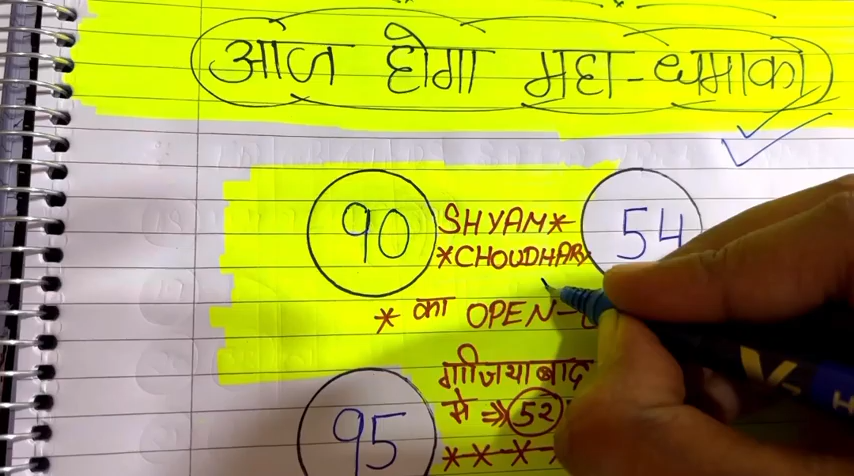 आज होगा महा-धमाका
90 SHYAM* 54
*CHOUDHARY
* का OPEN-
गाजियाबाद
95 से ⇒ 52
****